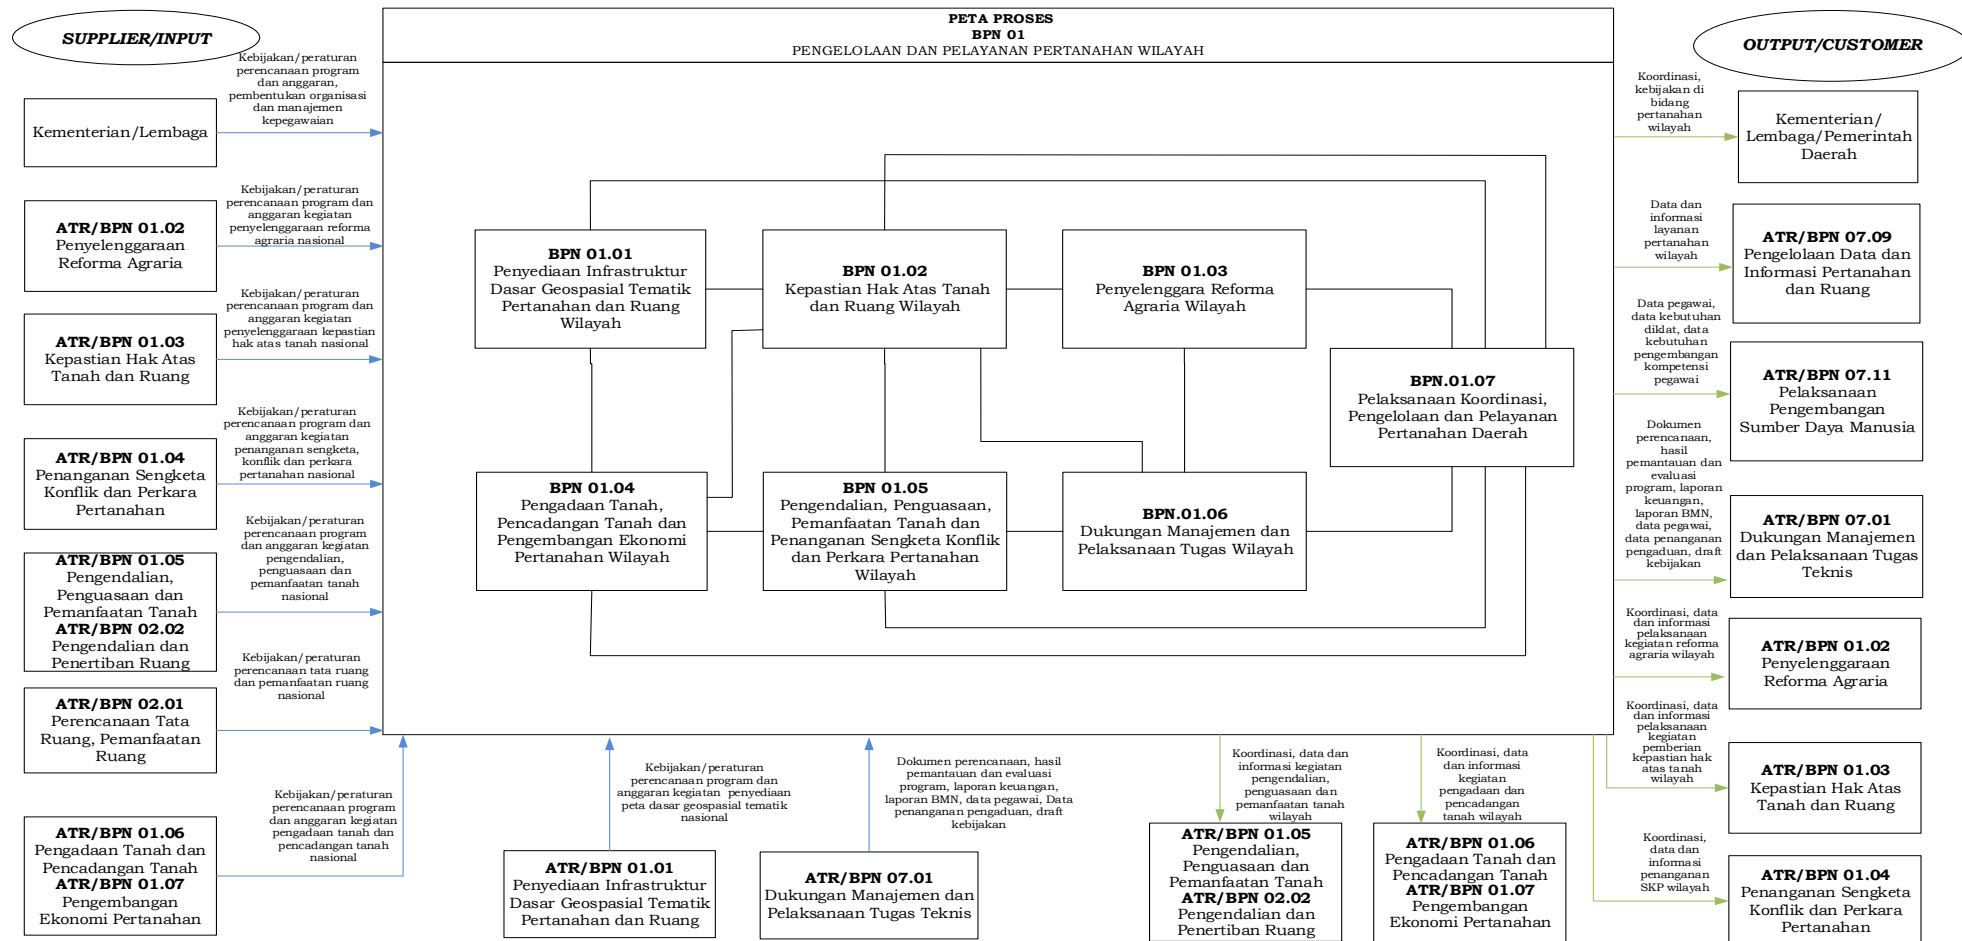 PETA PROSES
BPN 01
PENGELOLAAN DAN PELAYANAN PERTANAHAN WILAYAH
SUPPLIER/INPUT
Kebijakan/peraturan
perencanaan program
dan anggaran,
pembentukan organisasi
dan manajemen
kepegawaian
Kementerian/Lembaga
Kebijakan/peraturan
perencanaan program dan
anggaran kegiatan
penyelenggaraan reforma
agraria nasional
ATR/BPN 01.02
Penyelenggaraan
Reforma Agraria
Kebijakan/peraturan
perencanaan program dan
anggaran kegiatan
penyelenggaraan kepastian
hak atas tanah nasional
ATR/BPN 01.03
Kepastian Hak Atas
Tanah dan Ruang
Kebijakan/peraturan
perencanaan program dan
anggaran kegiatan
penanganan sengketa,
konflik dan perkara
pertanahan nasional
ATR/BPN 01.04
Penanganan Sengketa
Konflik dan Perkara
Pertanahan
Kebijakan/peraturan
perencanaan program
dan anggaran kegiatan
pengendalian,
penguasaan dan
pemanfaatan tanah
nasional
ATR/BPN 01.05
Pengendalian,
Penguasaan dan
Pemanfaatan Tanah
ATR/BPN 02.02
Pengendalian dan
Penertiban Ruang
Kebijakan/peraturan
perencanaan tata ruang
dan pemanfaatan ruang
nasional
ATR/BPN 02.01
Perencanaan Tata
Ruang, Pemanfaatan
Ruang
Kebijakan/peraturan
perencanaan program
dan anggaran kegiatan
pengadaan tanah dan
pencadangan tanah
nasional
ATR/BPN 01.06
Pengadaan Tanah dan
Pencadangan Tanah
ATR/BPN 01.07
Pengembangan
Ekonomi Pertanahan
BPN 01.01
Penyediaan Infrastruktur
Dasar Geospasial Tematik
Pertanahan dan Ruang
Wilayah
BPN 01.02
Kepastian Hak Atas Tanah
dan Ruang Wilayah
BPN 01.03
Penyelenggara Reforma
Agraria Wilayah
BPN.01.07
Pelaksanaan Koordinasi,
Pengelolaan dan Pelayanan
Pertanahan Daerah
BPN 01.04
Pengadaan Tanah,
Pencadangan Tanah dan
Pengembangan Ekonomi
Pertanahan Wilayah
BPN 01.05
Pengendalian, Penguasaan,
Pemanfaatan Tanah dan
Penanganan Sengketa Konflik
dan Perkara Pertanahan
Wilayah
BPN.01.06
Dukungan Manajemen dan
Pelaksanaan Tugas Wilayah
Kebijakan/peraturan
perencanaan program dan
anggaran kegiatan  penyediaan
peta dasar geospasial tematik
nasional
ATR/BPN 01.01
Penyediaan Infrastruktur
Dasar Geospasial Tematik
Pertanahan dan Ruang
Dokumen perencanaan, hasil
pemantauan dan evaluasi
program, laporan keuangan,
laporan BMN, data pegawai, Data
penanganan pengaduan, draft
kebijakan
ATR/BPN 07.01
Dukungan Manajemen dan
Pelaksanaan Tugas Teknis
Koordinasi, data dan
informasi kegiatan
pengendalian,
penguasaan dan
pemanfaatan tanah
wilayah
ATR/BPN 01.05
Pengendalian,
Penguasaan dan
Pemanfaatan Tanah
ATR/BPN 02.02
Pengendalian dan
Penertiban Ruang
Koordinasi, data
dan informasi
kegiatan
pengadaan dan
pencadangan
tanah wilayah
ATR/BPN 01.06
Pengadaan Tanah dan
Pencadangan Tanah
ATR/BPN 01.07
Pengembangan
Ekonomi Pertanahan
OUTPUT/CUSTOMER
Koordinasi,
kebijakan di
bidang
pertanahan
wilayah
Kementerian/
Lembaga/Pemerintah
Daerah
Data dan
informasi
layanan
pertanahan
wilayah
ATR/BPN 07.09
Pengelolaan Data dan
Informasi Pertanahan
dan Ruang
Data pegawai,
data kebutuhan
diklat, data
kebutuhan
pengembangan
kompetensi
pegawai
ATR/BPN 07.11
Pelaksanaan
Pengembangan
Sumber Daya Manusia
Dokumen
perencanaan,
hasil
pemantauan dan
evaluasi
program, laporan
keuangan,
laporan BMN,
data pegawai,
data penanganan
pengaduan, draft
kebijakan
ATR/BPN 07.01
Dukungan Manajemen
dan Pelaksanaan Tugas
Teknis
Koordinasi, data
dan informasi
pelaksanaan
kegiatan reforma
agraria wilayah
ATR/BPN 01.02
Penyelenggaraan
Reforma Agraria
Koordinasi, data
dan informasi
pelaksanaan
kegiatan
pemberian
kepastian hak
atas tanah
wilayah
ATR/BPN 01.03
Kepastian Hak Atas
Tanah dan Ruang
Koordinasi,
data dan
informasi
penanganan
SKP wilayah
ATR/BPN 01.04
Penanganan Sengketa
Konflik dan Perkara
Pertanahan